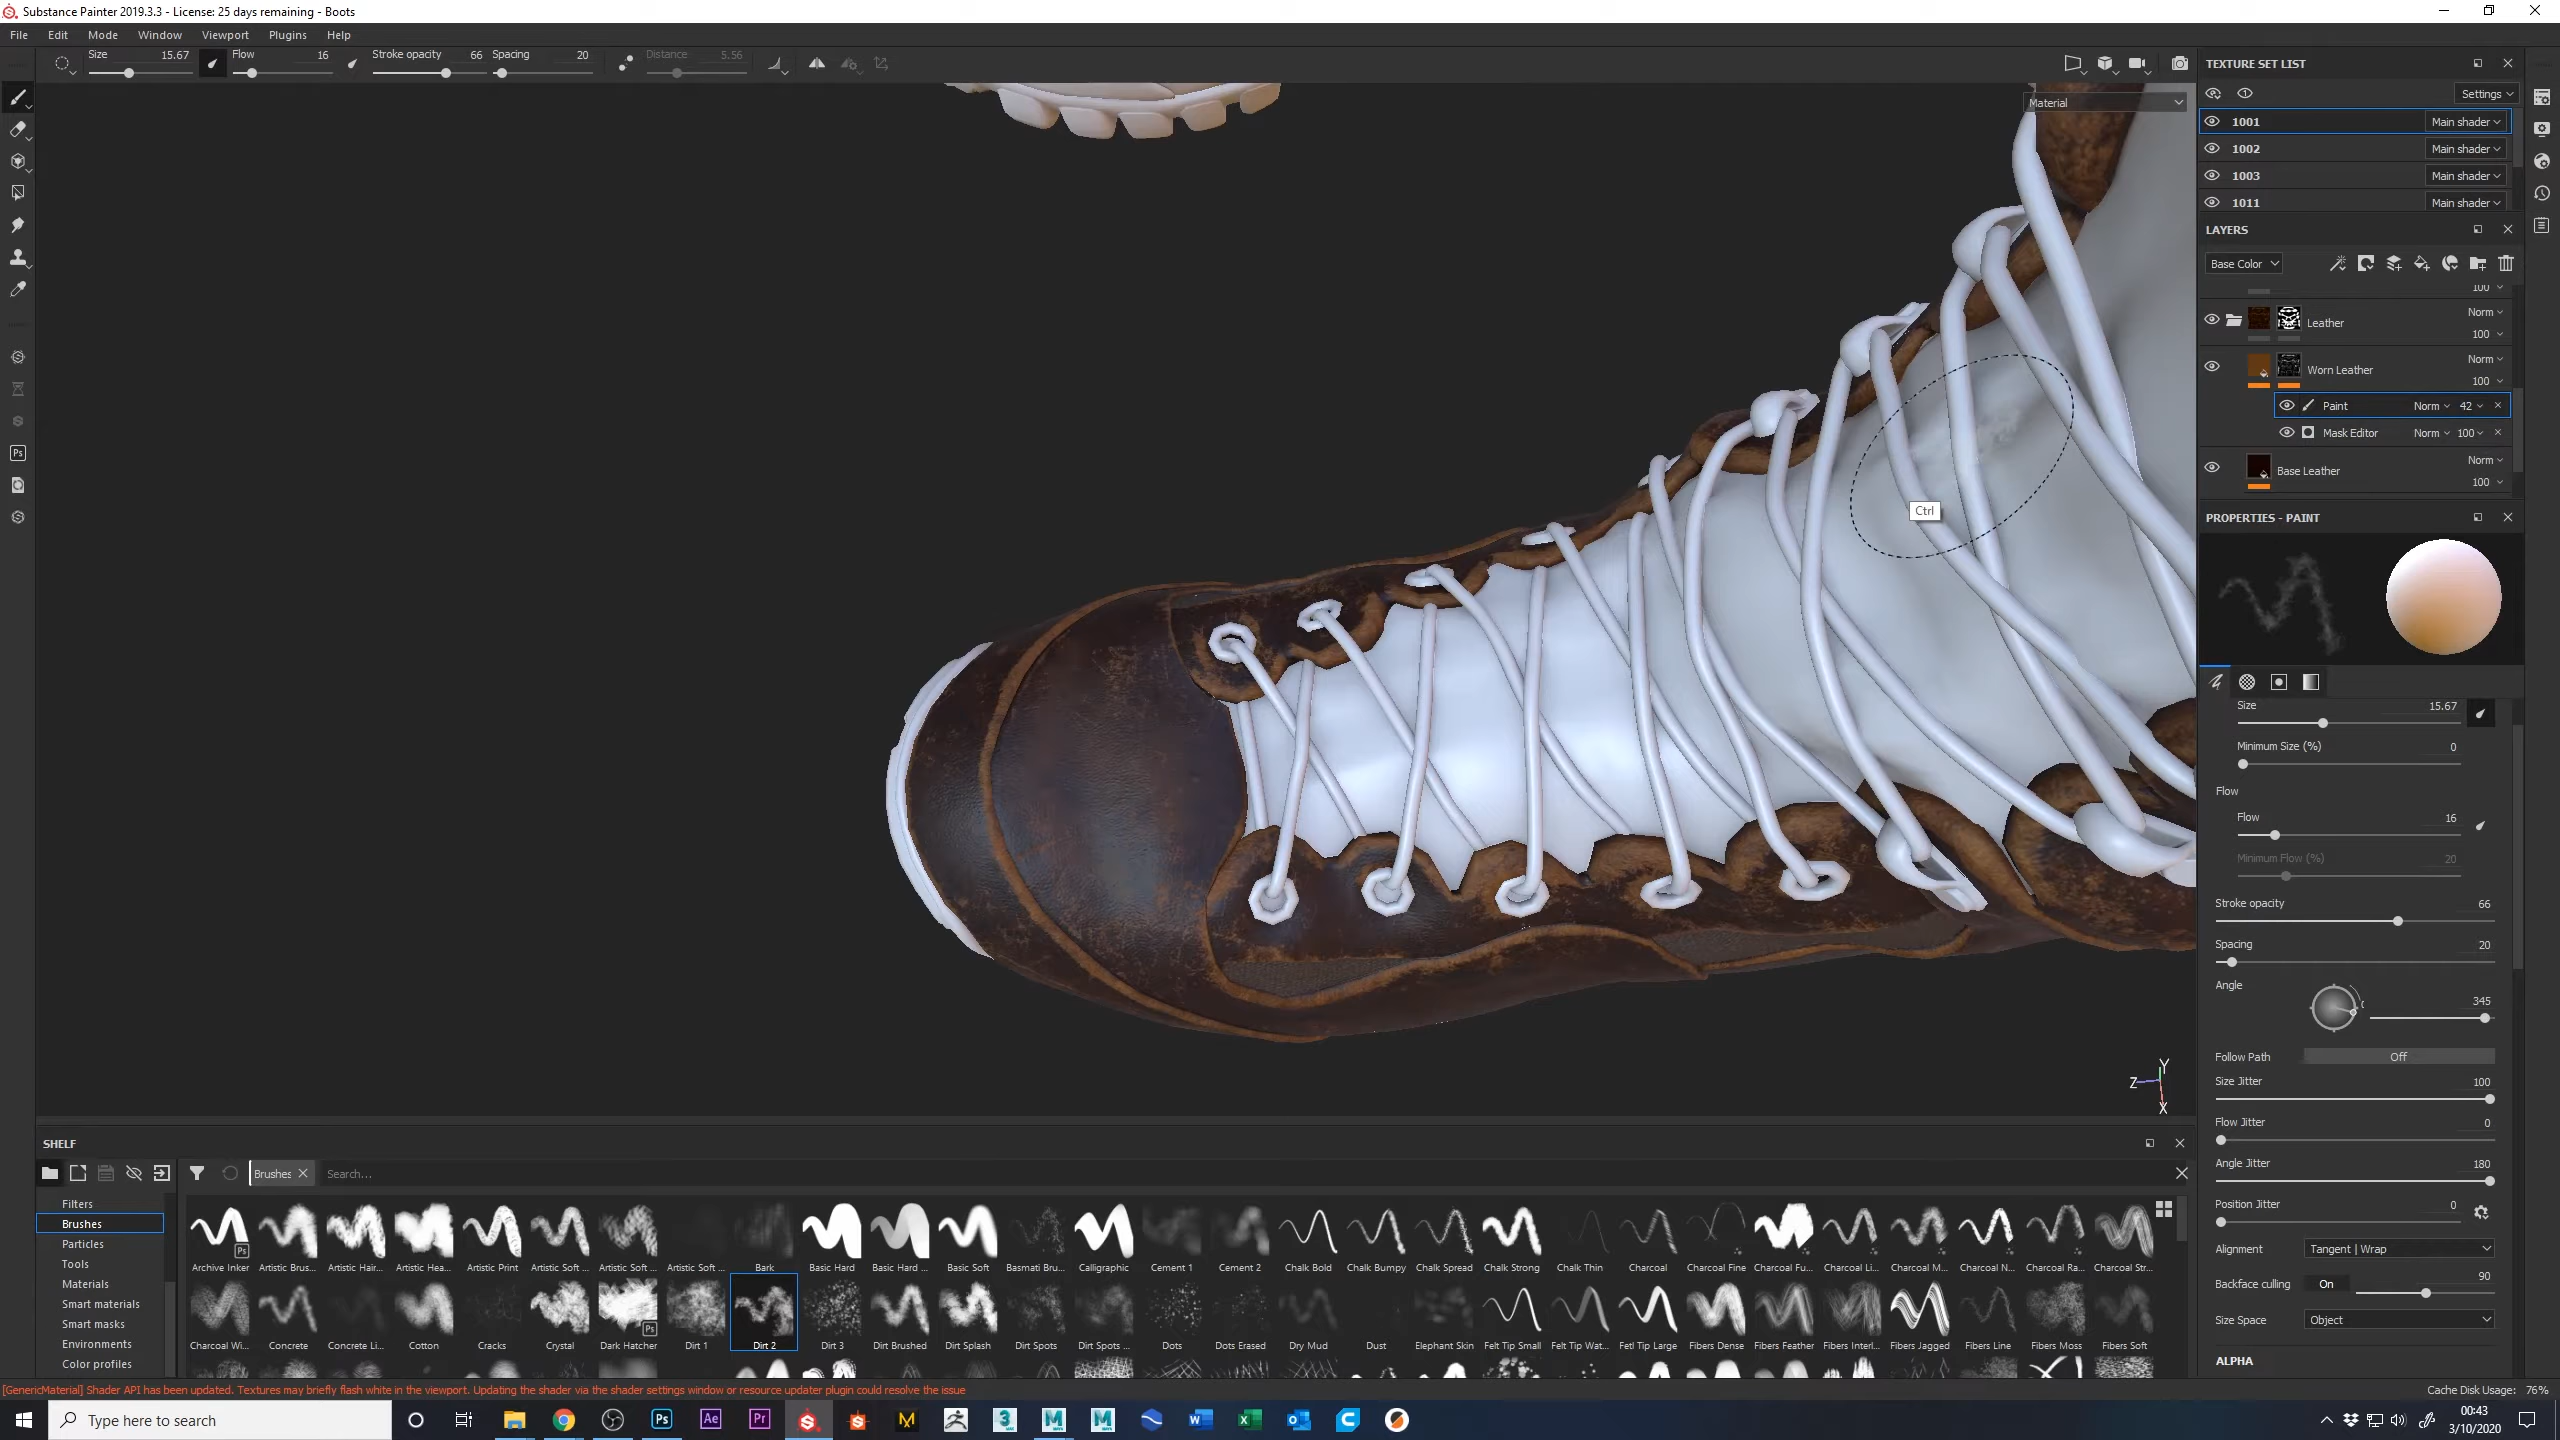 Substance Painter 2019.3.3 - License: 25 days remaining - Boots
File Edit Mode Window Viewport Plugins Help
Size 15.67 Flow 16 Stroke opacity 66 Spacing 20 Distance 5.56
Material
TEXTURE SET LIST
Settings
1001 Main shader
1002 Main shader
1003 Main shader
1011 Main shader
LAYERS
Base Color
100
Leather Norm
100
Worn Leather Norm
100
Paint Norm 42
Mask Editor Norm 100
Base Leather Norm
100
PROPERTIES - PAINT
Ctrl
Size 15.67
Minimum Size (%) 0
Flow
Flow 16
Minimum Flow (%) 20
Stroke opacity 66
Spacing 20
Angle
345
Follow Path Off
Size Jitter 100
Flow Jitter 0
Angle Jitter 180
Position Jitter 0
Alignment Tangent | Wrap
Backface culling On 90
Size Space Object
ALPHA
Y
Z
X
SHELF
Brushes Search...
Filters
Brushes
Particles
Tools
Materials
Smart materials
Smart masks
Environments
Color profiles
Ps
Archive Inker Artistic Brus... Artistic Hair... Artistic Hea... Artistic Print Artistic Soft ... Artistic Soft ... Artistic Soft ... Bark Basic Hard Basic Hard ... Basic Soft Basmati Bru... Calligraphic Cement 1 Cement 2 Chalk Bold Chalk Bumpy Chalk Spread Chalk Strong Chalk Thin Charcoal Charcoal Fine Charcoal Fu... Charcoal Li... Charcoal M... Charcoal N... Charcoal Ra... Charcoal Str...
Ps
Charcoal Wi... Concrete Concrete Li... Cotton Cracks Crystal Dark Hatcher Dirt 1 Dirt 2 Dirt 3 Dirt Brushed Dirt Splash Dirt Spots Dirt Spots ... Dots Dots Erased Dry Mud Dust Elephant Skin Felt Tip Small Felt Tip Wat... Fetl Tip Large Fibers Dense Fibers Feather Fibers Interl... Fibers Jagged Fibers Line Fibers Moss Fibers Soft
[GenericMaterial] Shader API has been updated. Textures may briefly flash white in the viewport. Updating the shader via the shader settings window or resource updater plugin could resolve the issue
Cache Disk Usage: 76%
Type here to search
Ps Ae Pr
00:43
3/10/2020